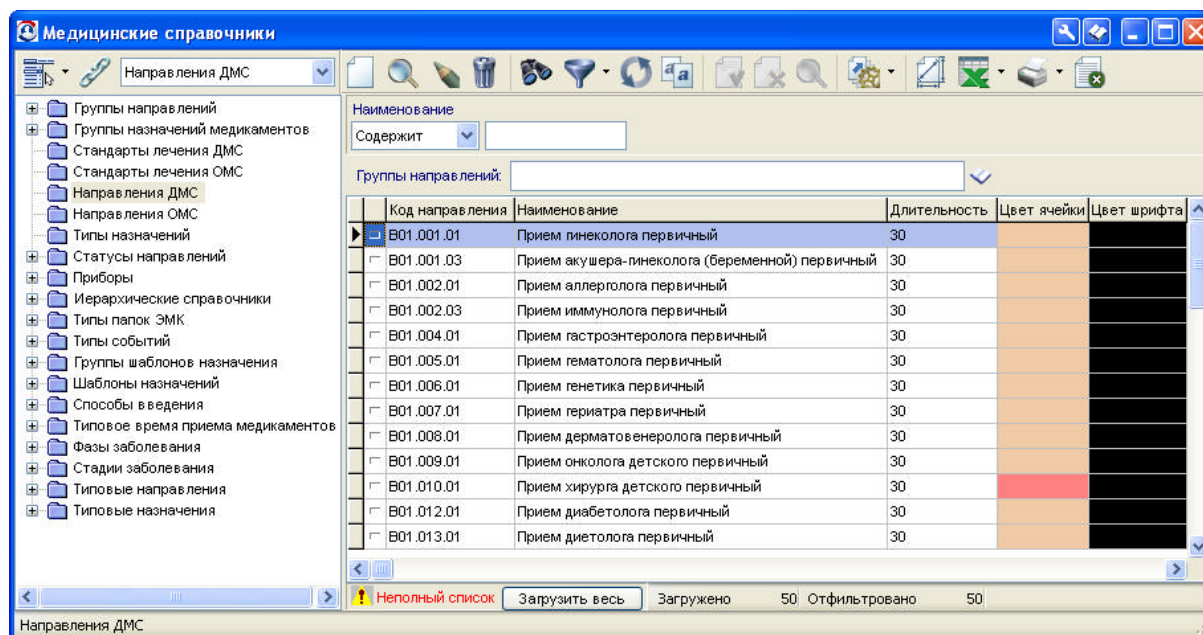 Медицинские справочники
Направления ДМС
Группы направлений
Группы назначений медикаментов
Стандарты лечения ДМС
Стандарты лечения ОМС
Направления ДМС
Направления ОМС
Типы назначений
Статусы направлений
Приборы
Иерархические справочники
Типы папок ЭМК
Типы событий
Группы шаблонов назначения
Шаблоны назначений
Способы введения
Типовое время приема медикаментов
Фазы заболевания
Стадии заболевания
Типовые направления
Типовые назначения
Наименование
Содержит
Группы направлений:
Код направления Наименование Длительность Цвет ячейки Цвет шрифта
B01.001.01 Прием гинеколога первичный 30
B01.001.03 Прием акушера-гинеколога (беременной) первичный 30
B01.002.01 Прием аллерголога первичный 30
B01.002.03 Прием иммунолога первичный 30
B01.004.01 Прием гастроэнтеролога первичный 30
B01.005.01 Прием гематолога первичный 30
B01.006.01 Прием генетика первичный 30
B01.007.01 Прием гериатра первичный 30
B01.008.01 Прием дерматовенеролога первичный 30
B01.009.01 Прием онколога детского первичный 30
B01.010.01 Прием хирурга детского первичный 30
B01.012.01 Прием диабетолога первичный 30
B01.013.01 Прием диетолога первичный 30
Неполный список Загрузить весь Загружено 50 Отфильтровано 50
Направления ДМС